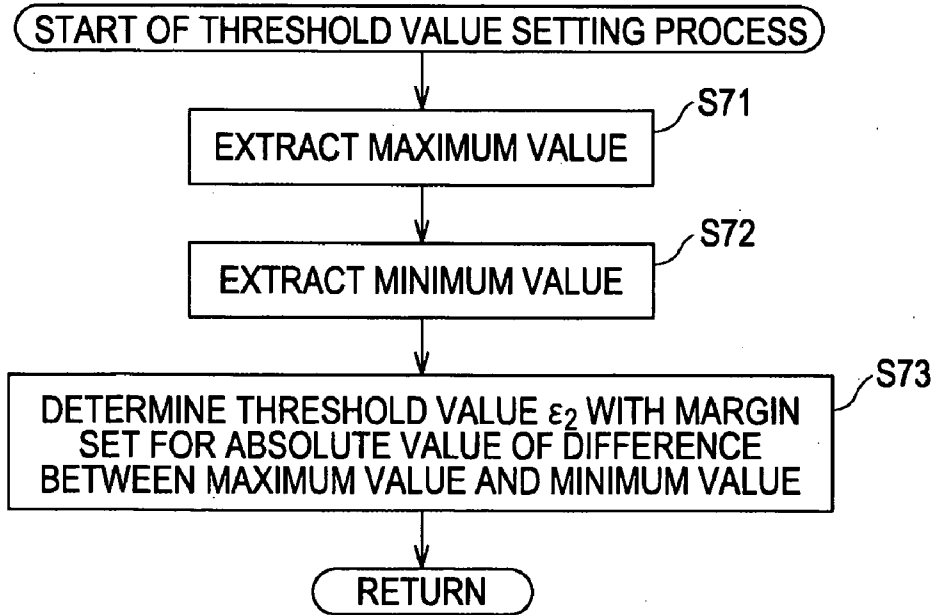 START OF THRESHOLD VALUE SETTING PROCESS
S71
EXTRACT MAXIMUM VALUE
S72
EXTRACT MINIMUM VALUE
S73
DETERMINE THRESHOLD VALUE ε₂ WITH MARGIN
SET FOR ABSOLUTE VALUE OF DIFFERENCE
BETWEEN MAXIMUM VALUE AND MINIMUM VALUE
RETURN